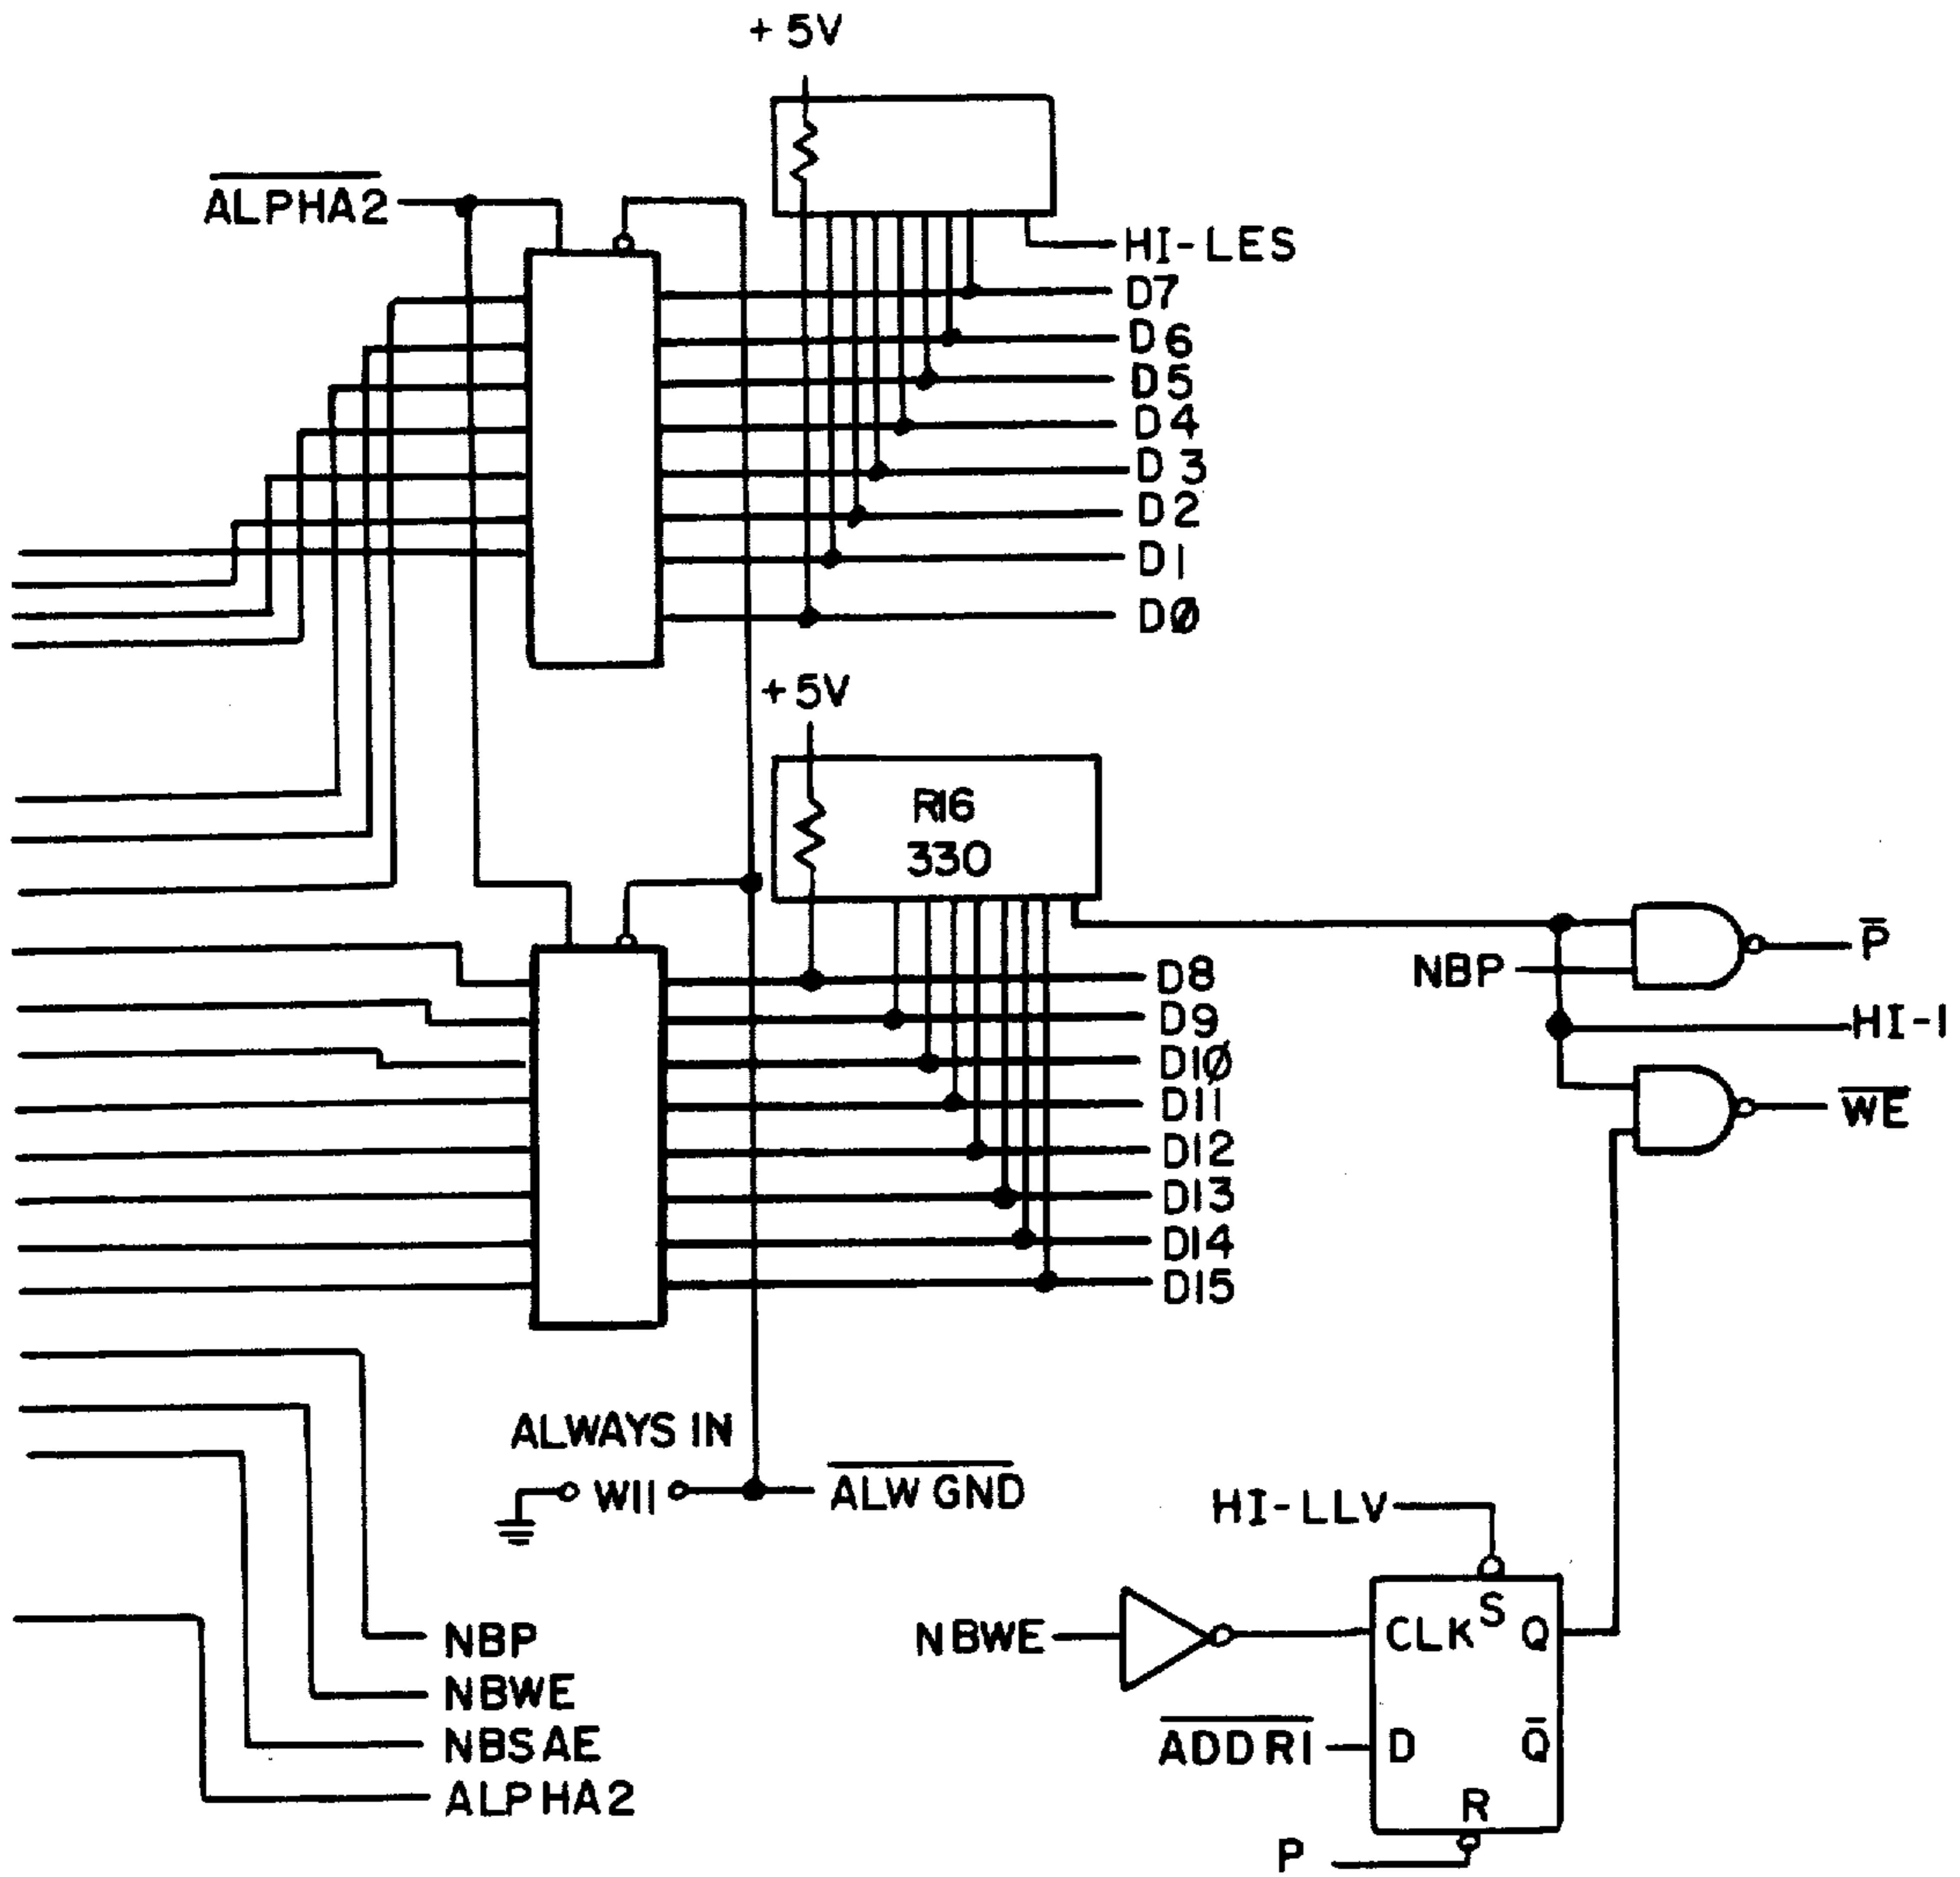 +5V
ALPHA2
HI-LES
D7
D6
D5
D4
D3
D2
D1
DØ
+5V
R16
330
P̅
NBP
D8
D9
HI-1
D1Ø
D11
W̅E̅
D12
D13
D14
D15
ALWAYS IN
W11
ALW GND
HI-LLV
S
NBWE
CLK
Q
NBP
NBWE
NBSAE
ADDR1
D
Q̅
ALPHA2
R
P